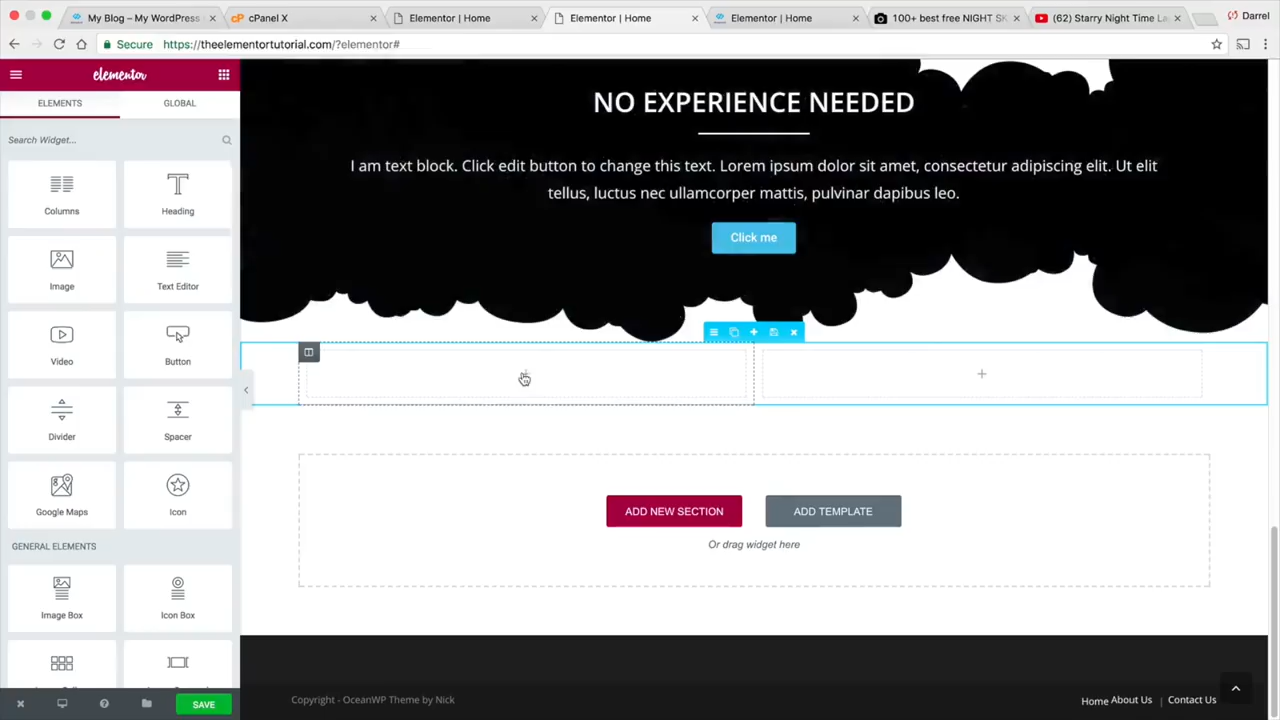 My Blog – My WordPress
cPanel X
Elementor | Home
Elementor | Home
Elementor | Home
100+ best free NIGHT SK
(62) Starry Night Time La
Darrel
Secure
https://theelementortutorial.com/?elementor#
elementor
ELEMENTS
GLOBAL
Search Widget...
Columns
Heading
Image
Text Editor
Video
Button
Divider
Spacer
Google Maps
Icon
GENERAL ELEMENTS
Image Box
Icon Box
SAVE
NO EXPERIENCE NEEDED
I am text block. Click edit button to change this text. Lorem ipsum dolor sit amet, consectetur adipiscing elit. Ut elit
tellus, luctus nec ullamcorper mattis, pulvinar dapibus leo.
Click me
ADD NEW SECTION
ADD TEMPLATE
Or drag widget here
Copyright - OceanWP Theme by Nick
Home About Us | Contact Us